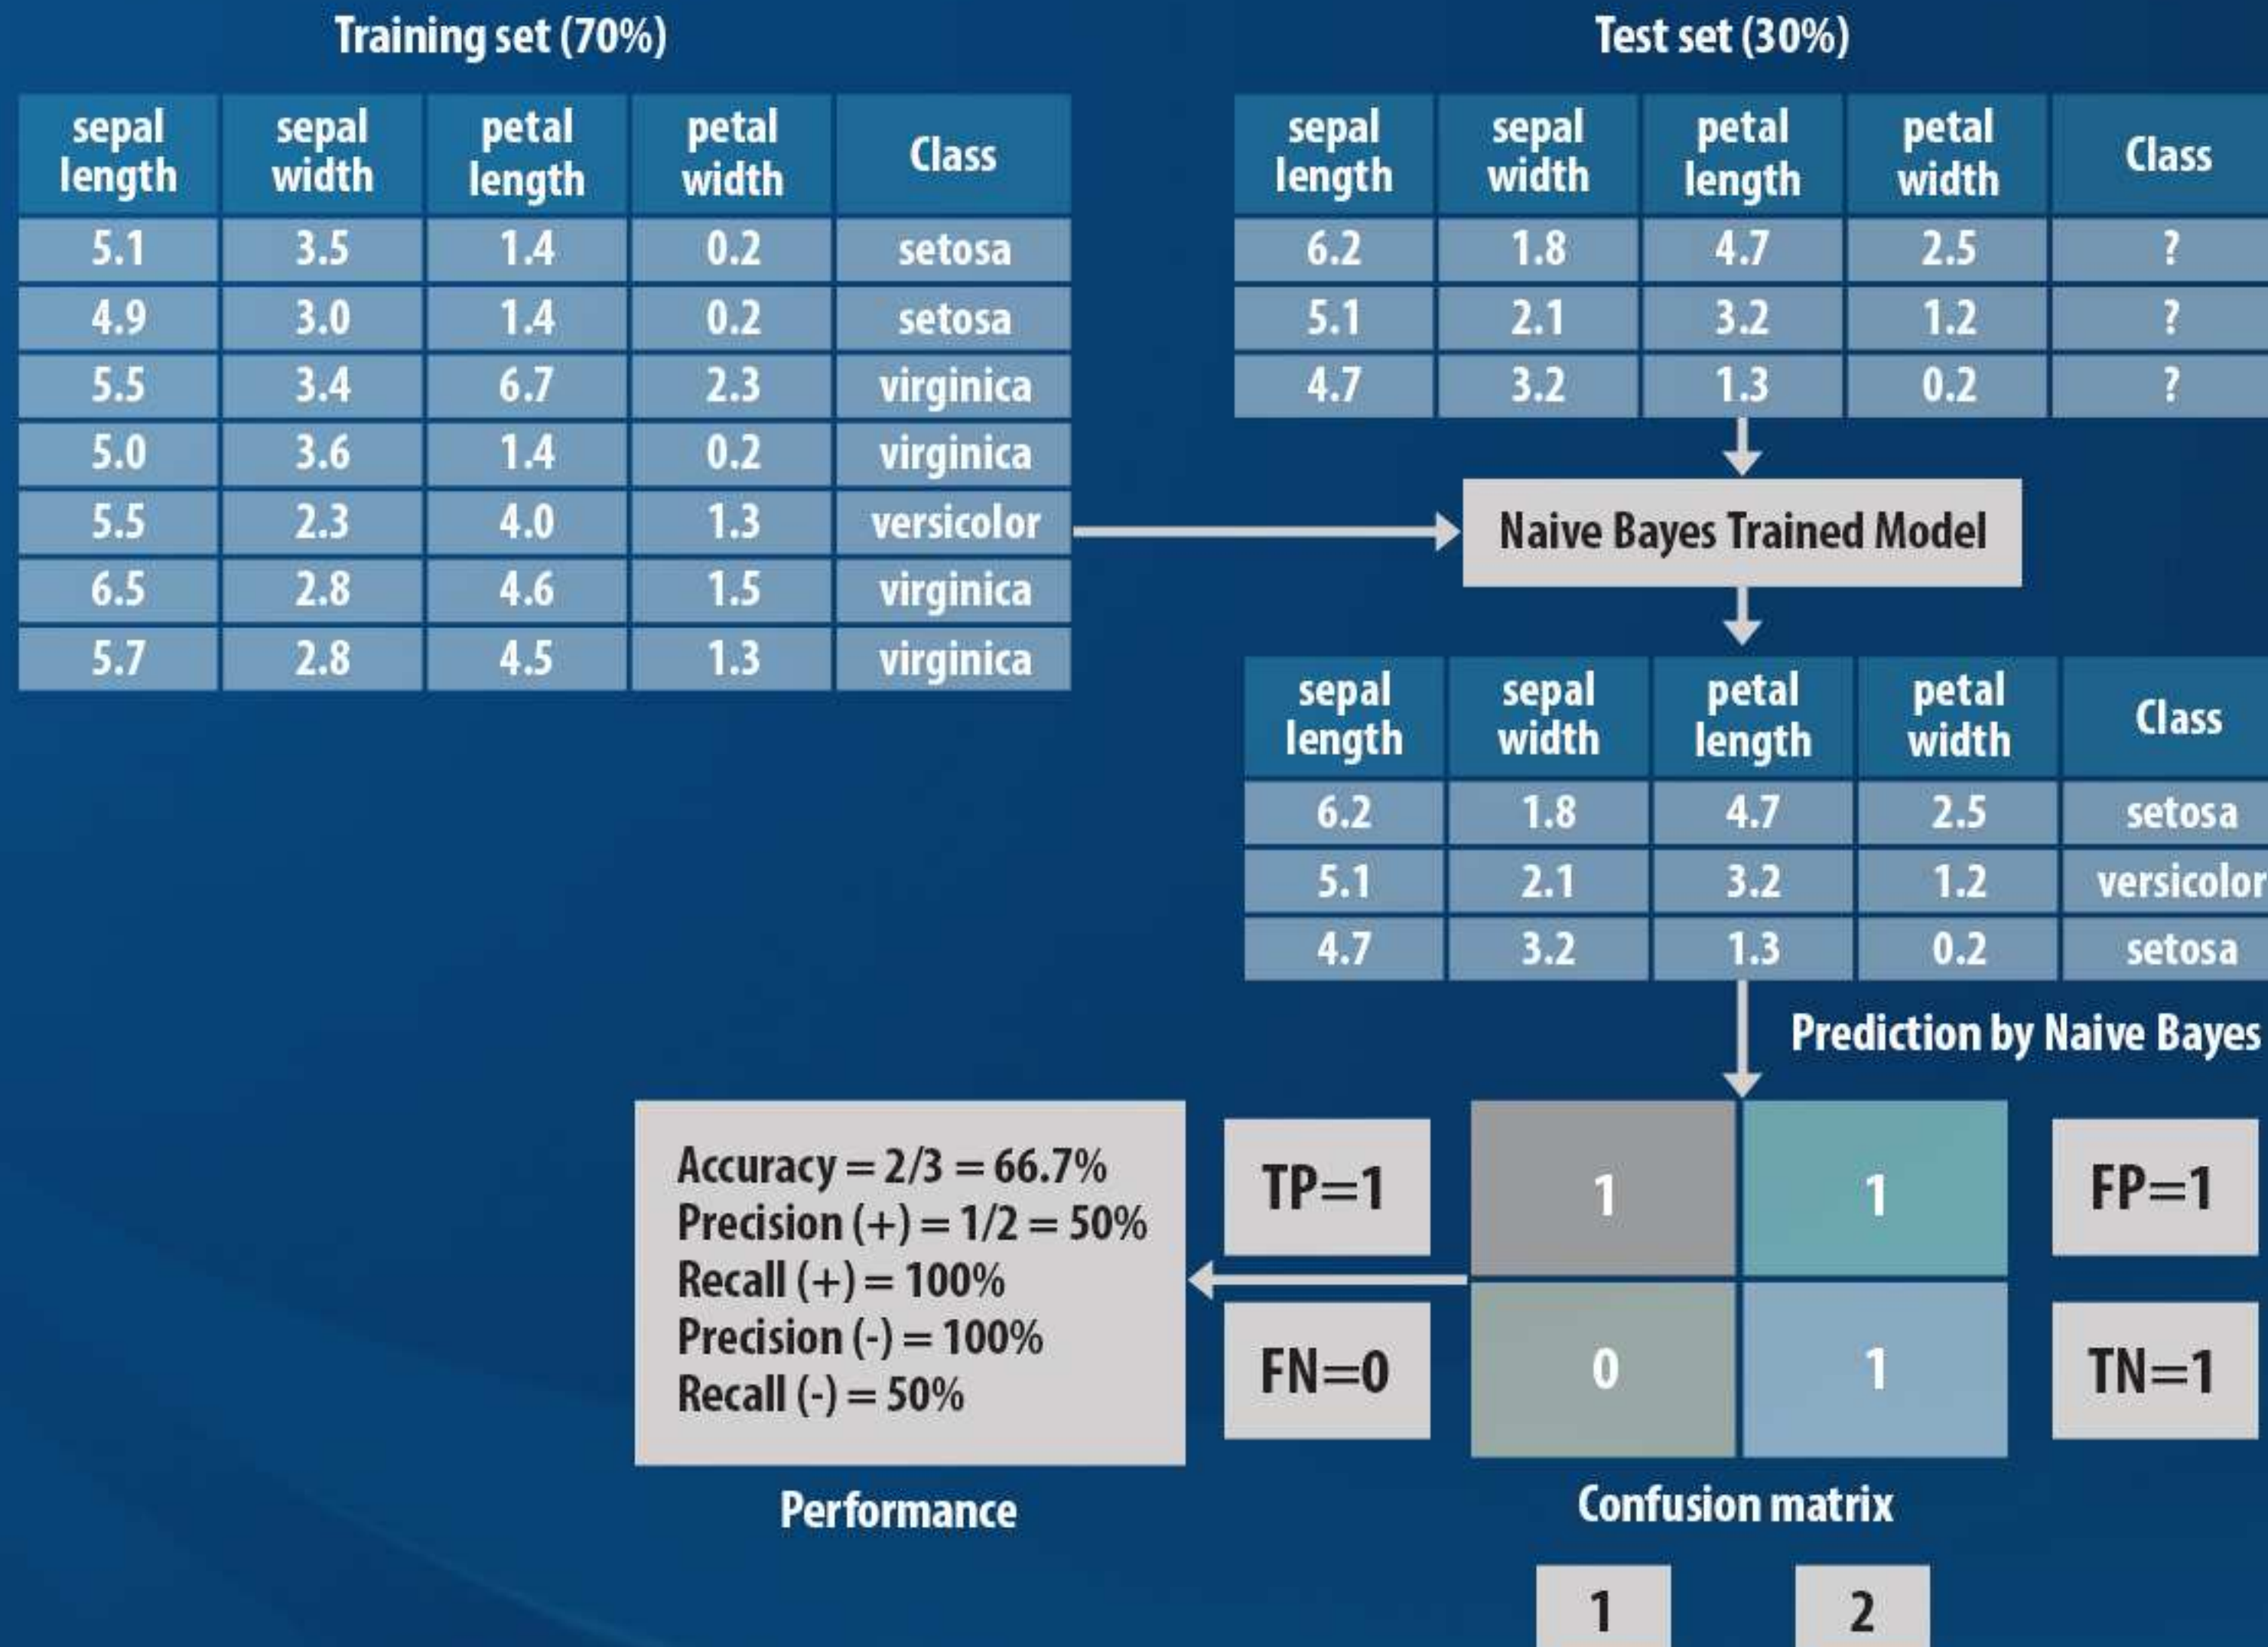 Training set (70%)
sepal length sepal width petal length petal width Class
5.1 3.5 1.4 0.2 setosa
4.9 3.0 1.4 0.2 setosa
5.5 3.4 6.7 2.3 virginica
5.0 3.6 1.4 0.2 virginica
5.5 2.3 4.0 1.3 versicolor
6.5 2.8 4.6 1.5 virginica
5.7 2.8 4.5 1.3 virginica
Test set (30%)
sepal length sepal width petal length petal width Class
6.2 1.8 4.7 2.5 ?
5.1 2.1 3.2 1.2 ?
4.7 3.2 1.3 0.2 ?
Naive Bayes Trained Model
sepal length sepal width petal length petal width Class
6.2 1.8 4.7 2.5 setosa
5.1 2.1 3.2 1.2 versicolor
4.7 3.2 1.3 0.2 setosa
Prediction by Naive Bayes
TP=1 1 1 FP=1
FN=0 0 1 TN=1
Confusion matrix
1 2
Accuracy = 2/3 = 66.7%
Precision (+) = 1/2 = 50%
Recall (+) = 100%
Precision (-) = 100%
Recall (-) = 50%
Performance